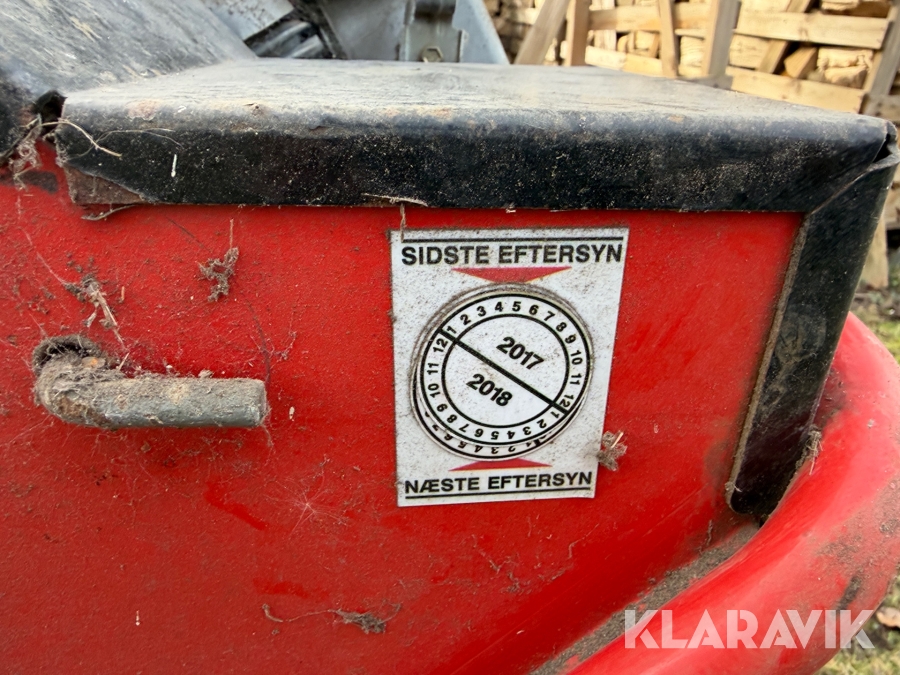 SIDSTE EFTERSYN
1 2 3 4 5 6 7 8 9 10 11 12
2017
2018
1 2 3 4 5 6 7 8 9 10 11 12
NÆSTE EFTERSYN
KLARAVIK